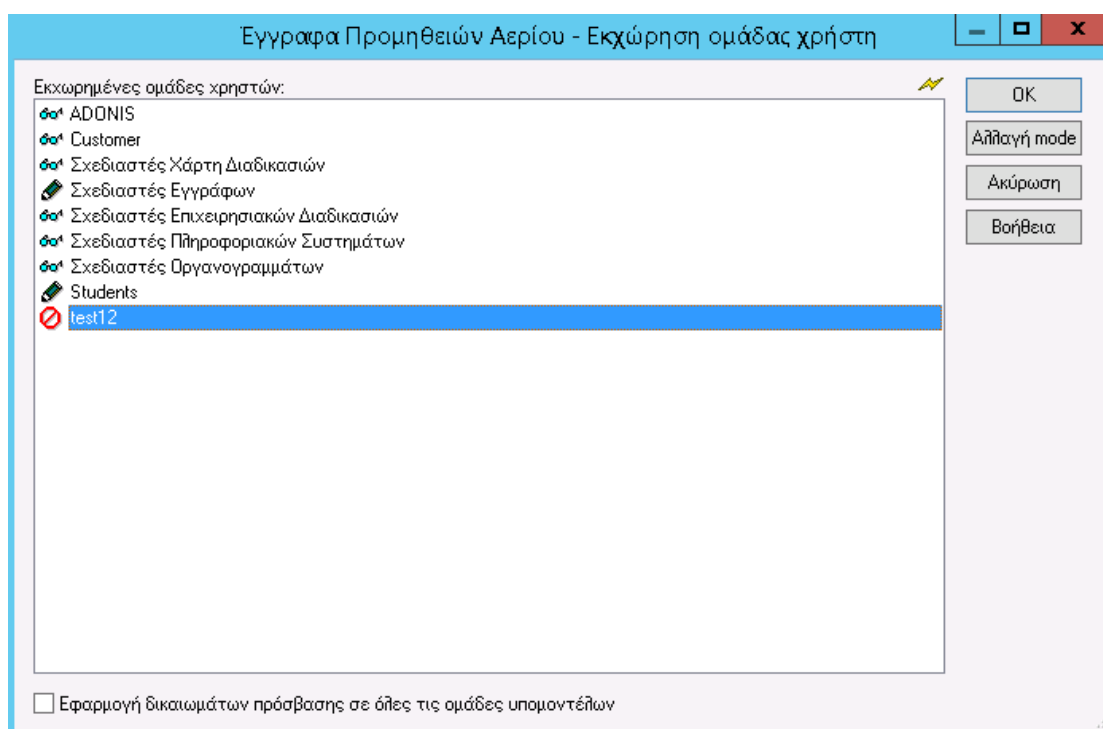 Έγγραφα Προμηθειών Αερίου - Εκχώρηση ομάδας χρήστη
Εκχωρημένες ομάδες χρηστών:
ADONIS
Customer
Σχεδιαστές Χάρτη Διαδικασιών
Σχεδιαστές Εγγράφων
Σχεδιαστές Επιχειρησιακών Διαδικασιών
Σχεδιαστές Πληροφοριακών Συστημάτων
Σχεδιαστές Οργανογραμμάτων
Students
test12
OK
Αλλαγή mode
Ακύρωση
Βοήθεια
Εφαρμογή δικαιωμάτων πρόσβασης σε όλες τις ομάδες υπομοντέλων